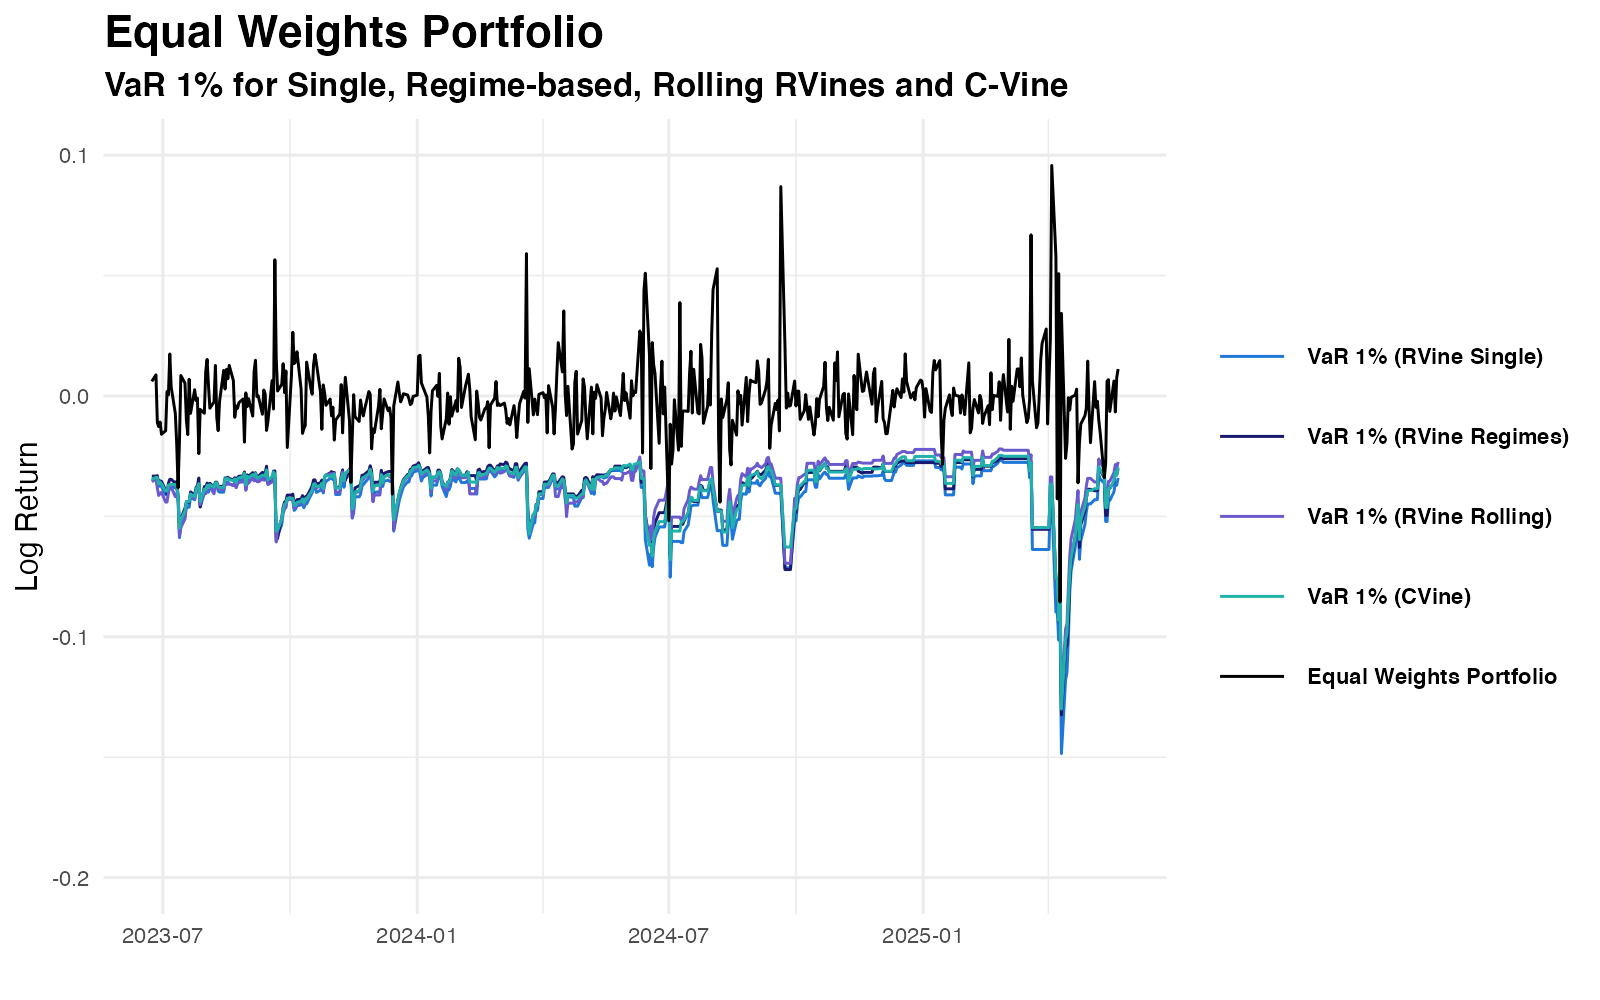 Equal Weights Portfolio
VaR 1% for Single, Regime-based, Rolling RVines and C-Vine
Log Return
0.1
0.0
-0.1
-0.2
2023-07
2024-01
2024-07
2025-01
VaR 1% (RVine Single)
VaR 1% (RVine Regimes)
VaR 1% (RVine Rolling)
VaR 1% (CVine)
Equal Weights Portfolio